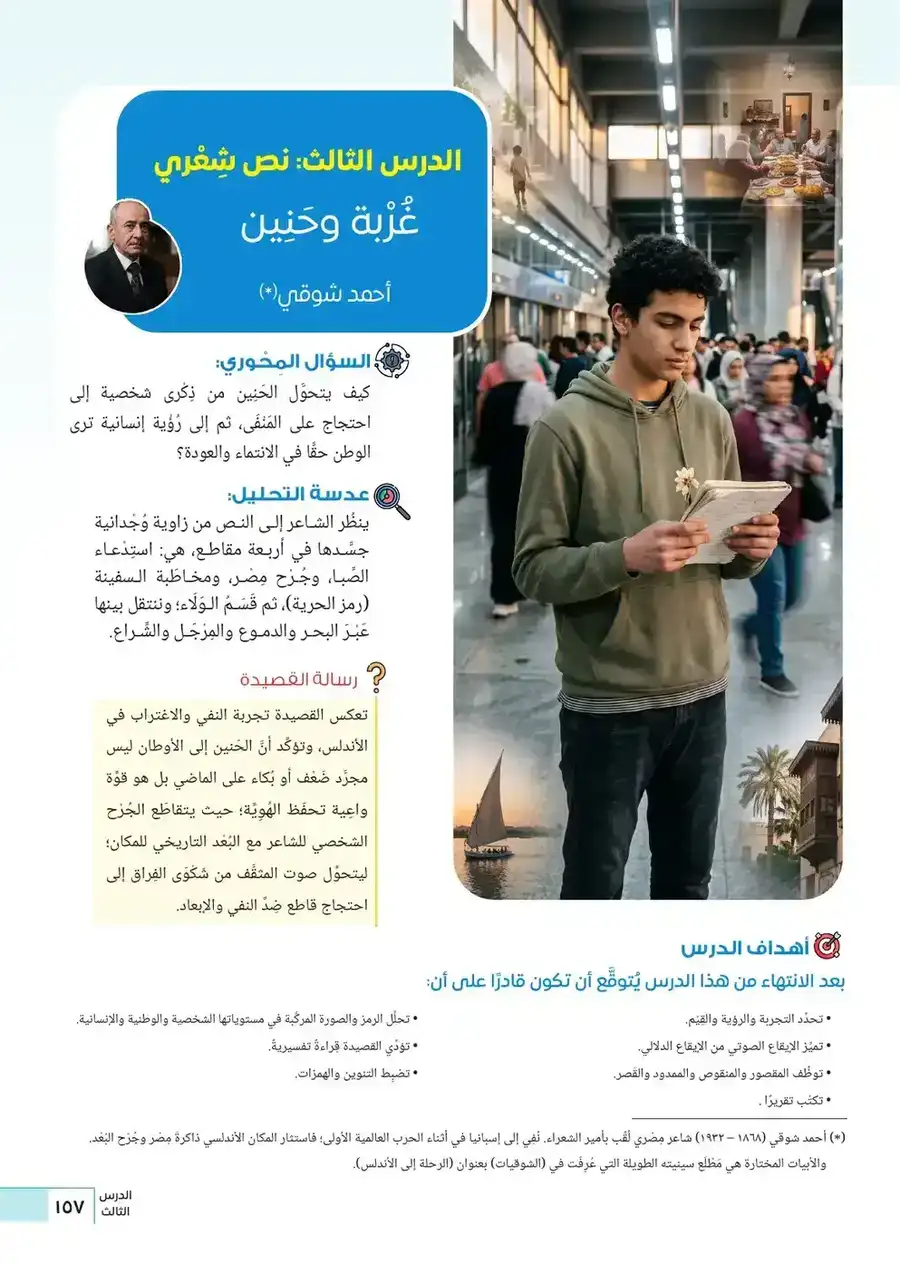 الدرس الثالث: نص شِعْري
غُرْبة وحَنِين
أحمد شوقي(*)
السؤال المِحْوري:
كيف يتحوَّل الحَنِين من ذِكْرى شخصية إلى
احتجاج على المَنْفَى، ثم إلى رُؤْية إنسانية ترى
الوطن حقًّا في الانتماء والعودة؟
عدسة التحليل:
ينظُر الشاعر إلى النص من زاوية وُجْدانية
جسَّدها في أربعة مقاطع، هي: استِدْعاء
الصِّبا، وجُرْح مِصْر، ومخاطَبة السفينة
(رمز الحرية)، ثم قَسَمُ الوَلَاء؛ وننتقل بينها
عَبْرَ البحر والدموع والمِرْجَل والشِّراع.
رسالة القصيدة
تعكس القصيدة تجربة النفي والاغتراب في
الأندلس، وتؤكِّد أنَّ الحَنين إلى الأوطان ليس
مجرَّد ضَعْف أو بُكاء على الماضي بل هو قوَّة
واعِية تحفَظ الهُوِيَّة؛ حيث يتقاطَع الجُرْح
الشخصي للشاعر مع البُعْد التاريخي للمكان؛
ليتحوَّل صوت المثقَّف من شَكْوَى الفِراق إلى
احتجاج قاطع ضِدَّ النفي والإبعاد.
أهداف الدرس
بعد الانتهاء من هذا الدرس يُتوقَّع أن تكون قادرًا على أن:
• تحدِّد التجربة والرؤية والقِيَم.
• تميِّز الإيقاع الصوتي من الإيقاع الدلالي.
• توظِّف المقصور والمنقوص والممدود والقَصر.
• تكتُب تقريرًا .
• تحلِّل الرمز والصورة المركَّبة في مستوياتها الشخصية والوطنية والإنسانية.
• تؤدِّي القصيدة قِراءةً تفسيريةً.
• تضبِط التنوين والهمزات.
(*) أحمد شوقي (١٨٦٨ – ١٩٣٢) شاعر مِصْري لُقِّب بأمير الشعراء. نُفِي إلى إسبانيا في أثناء الحرب العالمية الأولى؛ فاستثار المكان الأندلسي ذاكرةَ مِصْر وجُرْح البُعْد.
والأبيات المختارة هي مَطْلَع سينيته الطويلة التي عُرِفَت في (الشوقيات) بعنوان (الرحلة إلى الأندلس).
الدرس
الثالث
١٥٧